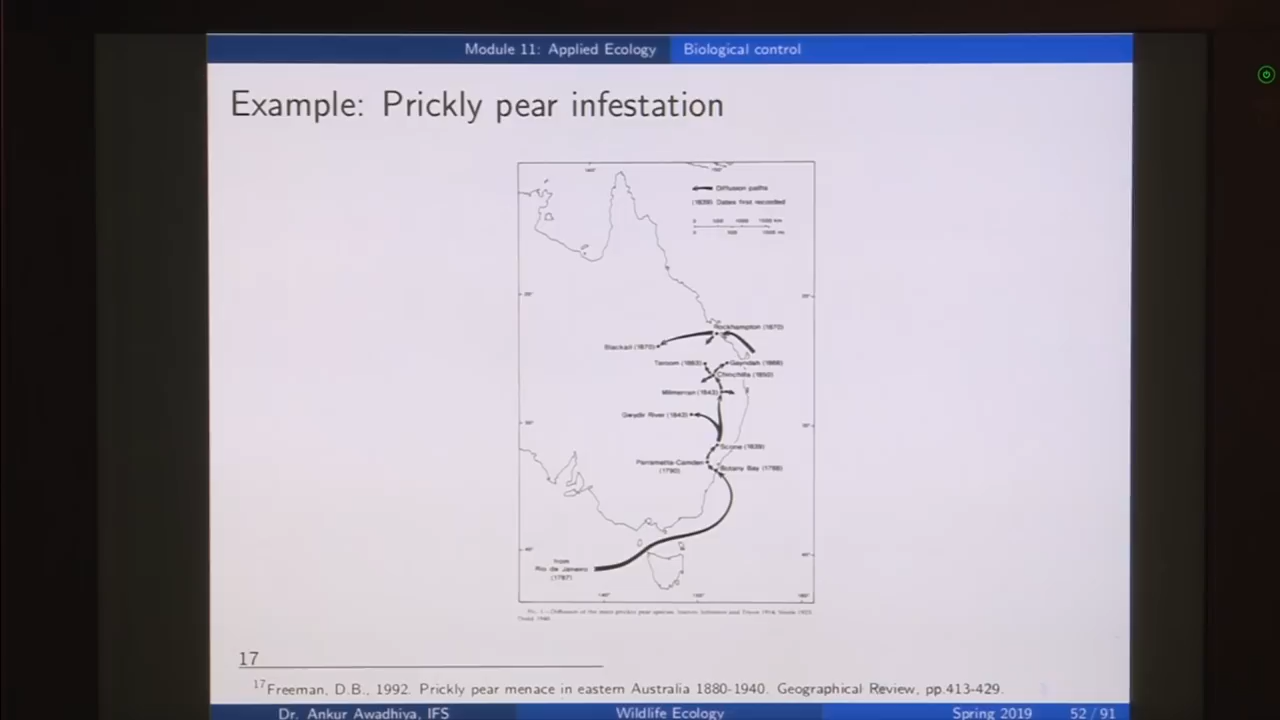 Module 11: Applied Ecology Biological control
Example: Prickly pear infestation
Diffusion paths
(1839) Dates first recorded
Rockhampton (1870)
Blackall (1870)
Taroom (1863)
Gayndah (1866)
Chinchilla (1850)
Millmerran (1843)
Gwydir River (1843)
Scone (1839)
Parramatta-Camden
(1790)
Botany Bay (1788)
from
Rio de Janeiro
(1787)
17
17Freeman, D.B., 1992. Prickly pear menace in eastern Australia 1880-1940. Geographical Review, pp.413-429.
Dr. Ankur Awadhiya, IFS Wildlife Ecology Spring 2019 52 / 91